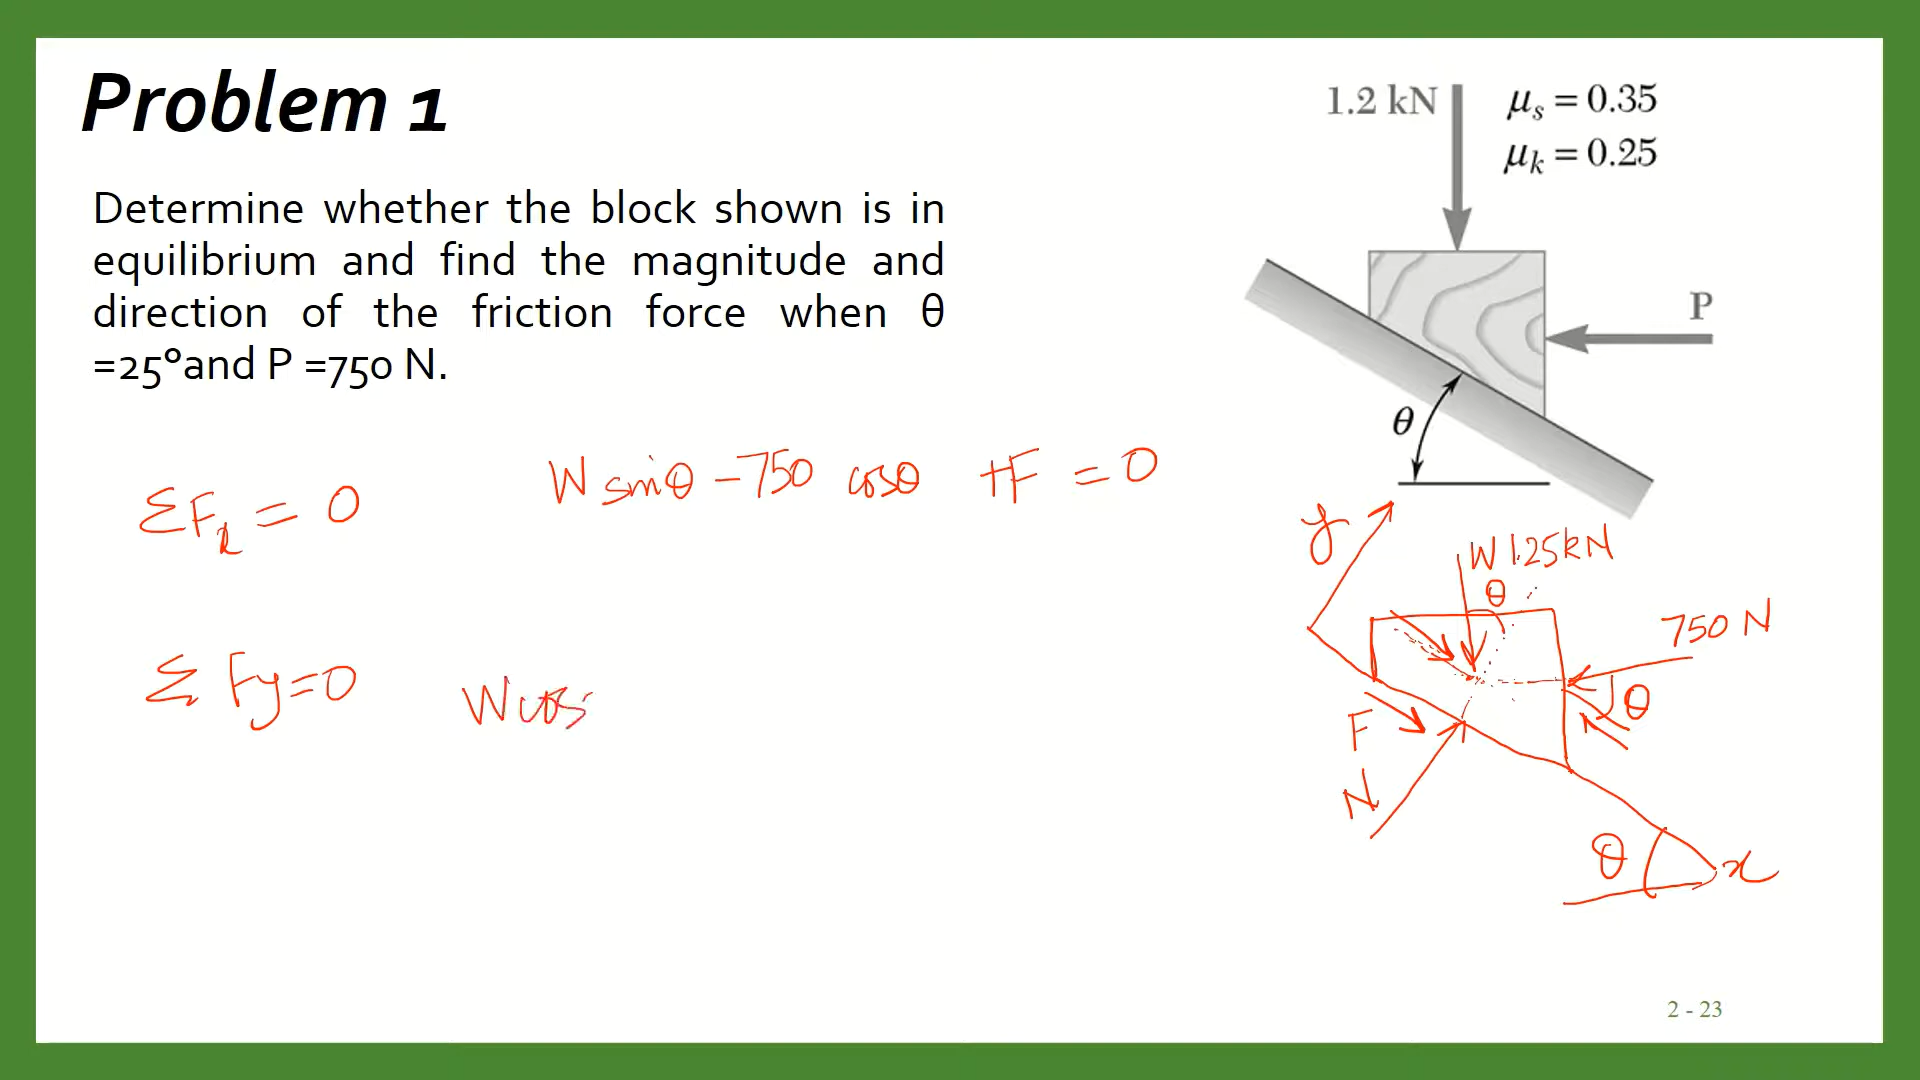 Problem 1
Determine whether the block shown is in
equilibrium and find the magnitude and
direction of the friction force when θ
=25°and P =750 N.
1.2 kN
μs = 0.35
μk = 0.25
P
θ
W sinθ - 750 cosθ + F = 0
ΣFx = 0
ΣFy = 0 W cos
y
W 1.25kN
θ
750 N
θ
F
N
θ
x
2 - 23